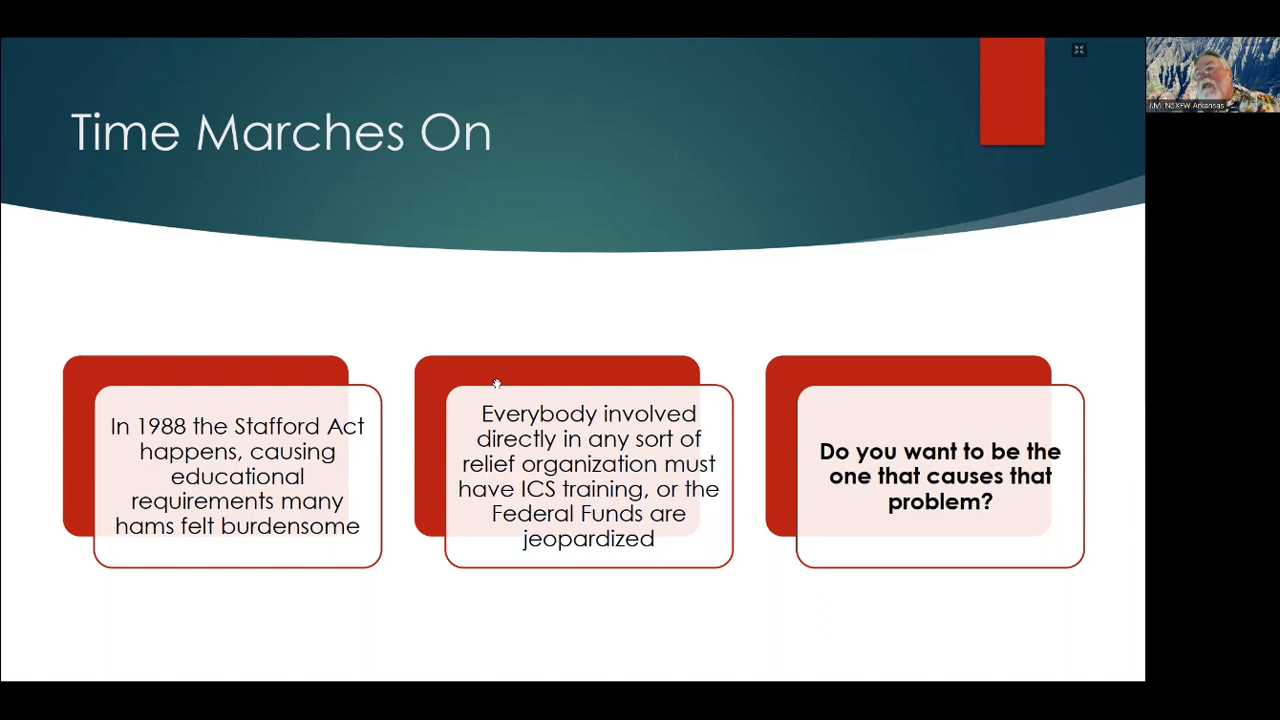 Time Marches On
J.M. N5XFW Arkansas
In 1988 the Stafford Act
happens, causing
educational
requirements many
hams felt burdensome
Everybody involved
directly in any sort of
relief organization must
have ICS training, or the
Federal Funds are
jeopardized
Do you want to be the
one that causes that
problem?